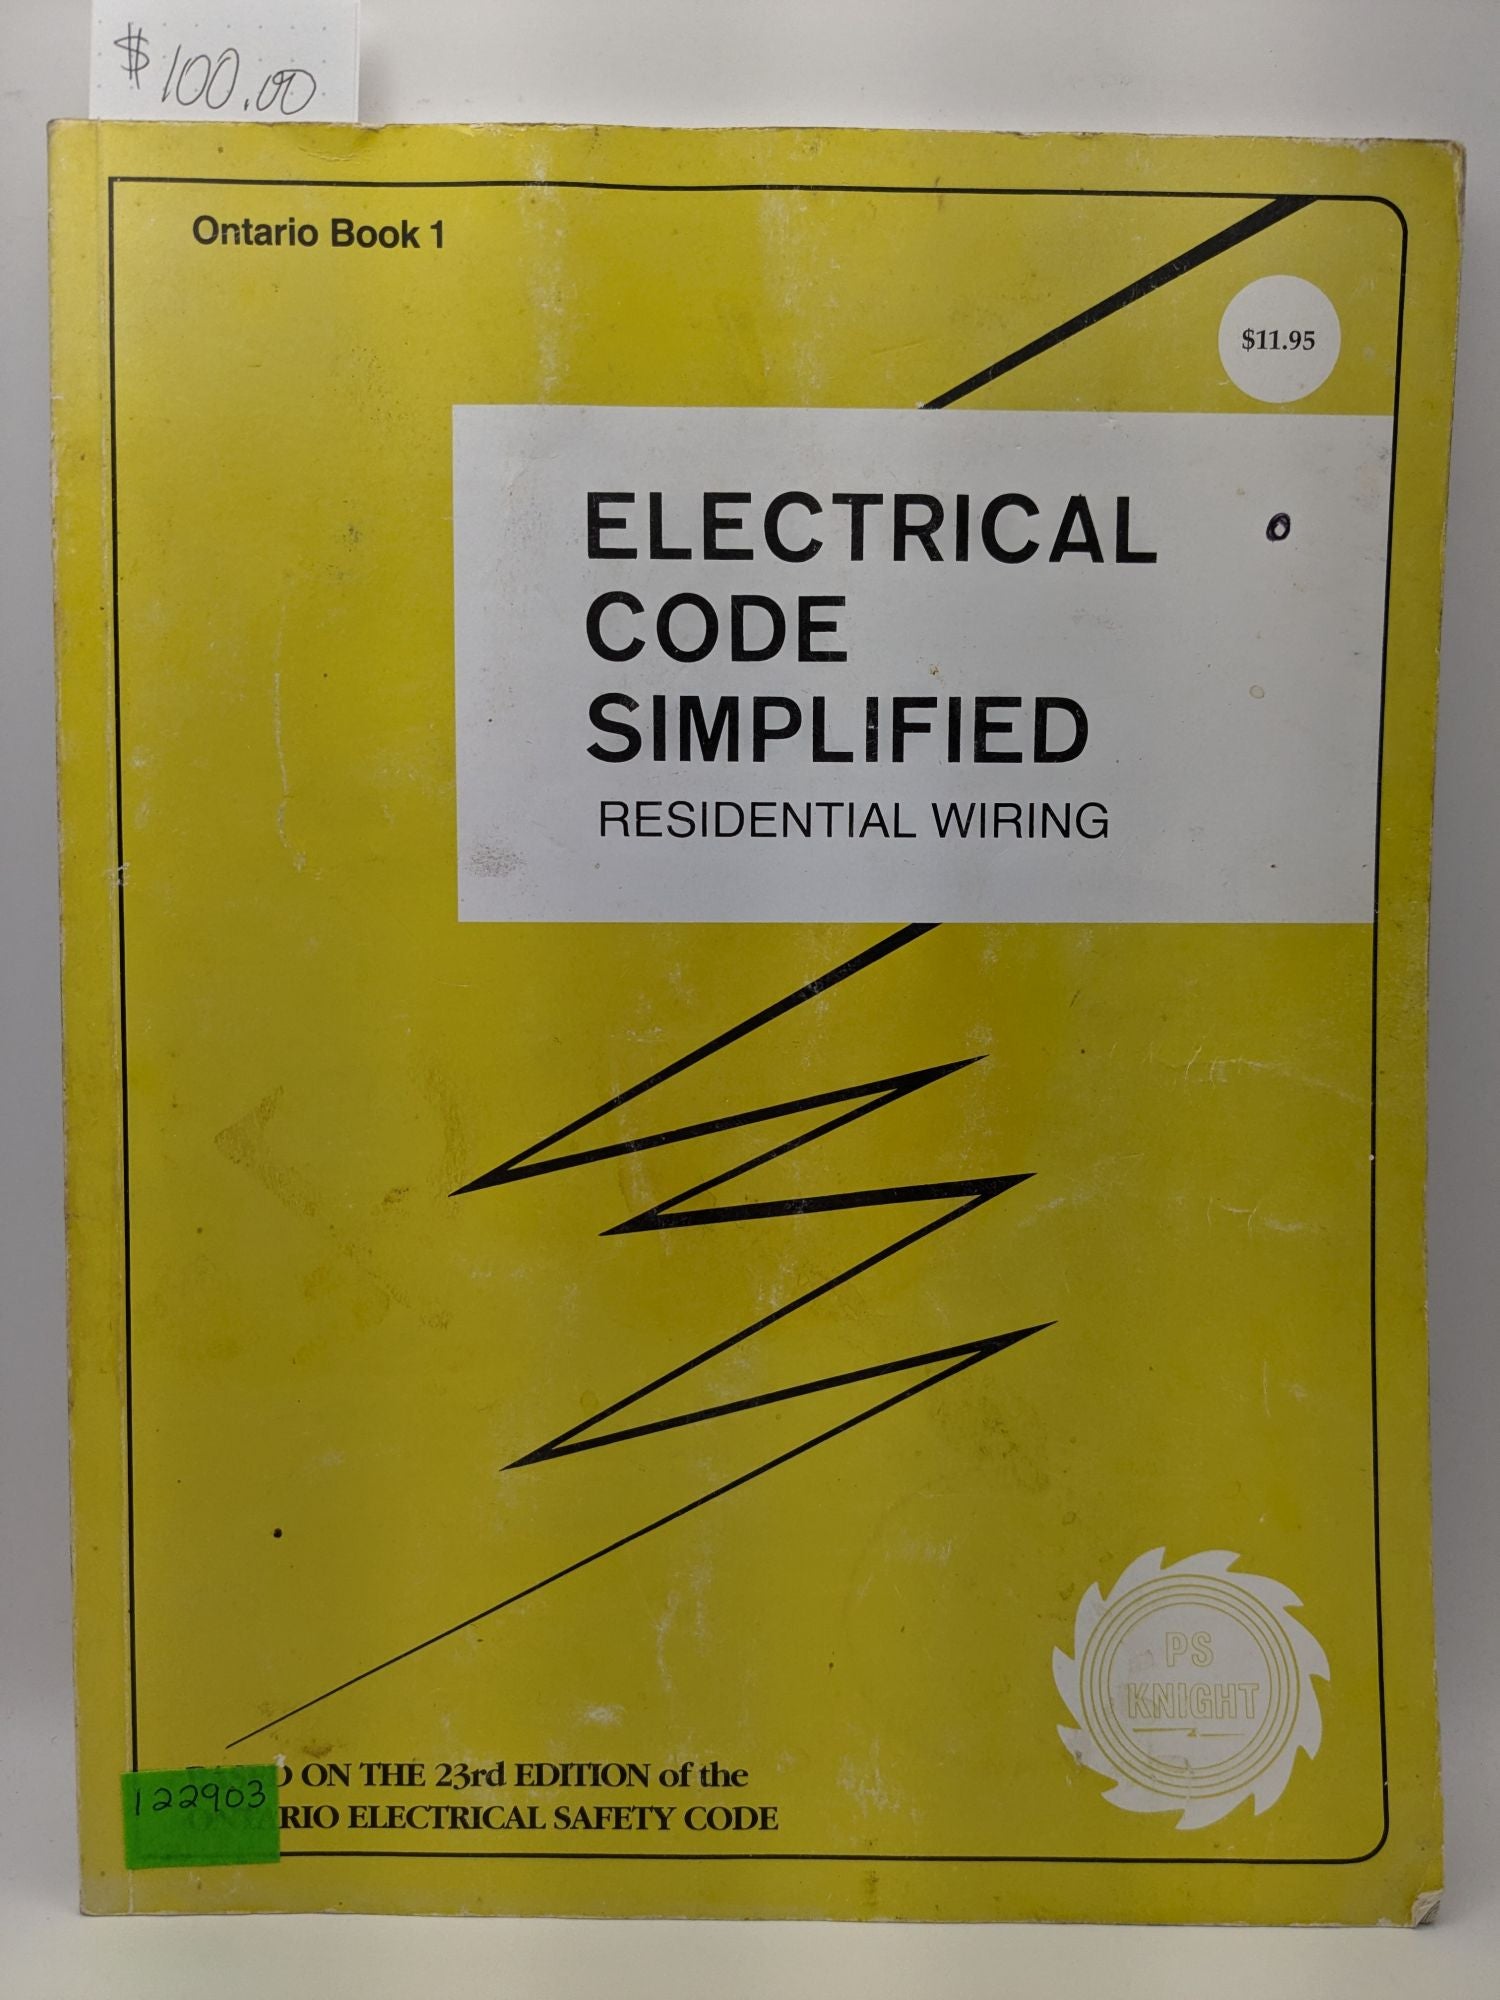 $100.00
Ontario Book 1
$11.95
ELECTRICAL
CODE
SIMPLIFIED
RESIDENTIAL WIRING
PS
KNIGHT
ON THE 23rd EDITION of the
122903
ELECTRICAL SAFETY CODE